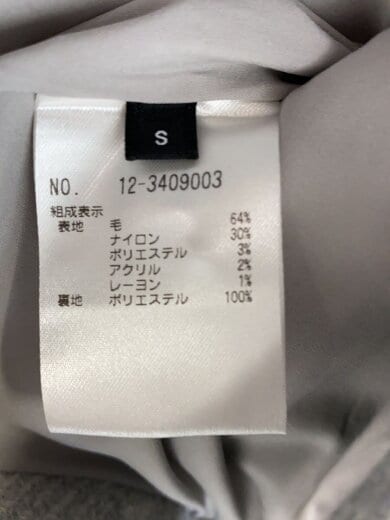 S
NO. 12-3409003
組成表示
表地 毛 64%
ナイロン 30%
ポリエステル 3%
アクリル 2%
レーヨン 1%
裏地 ポリエステル 100%